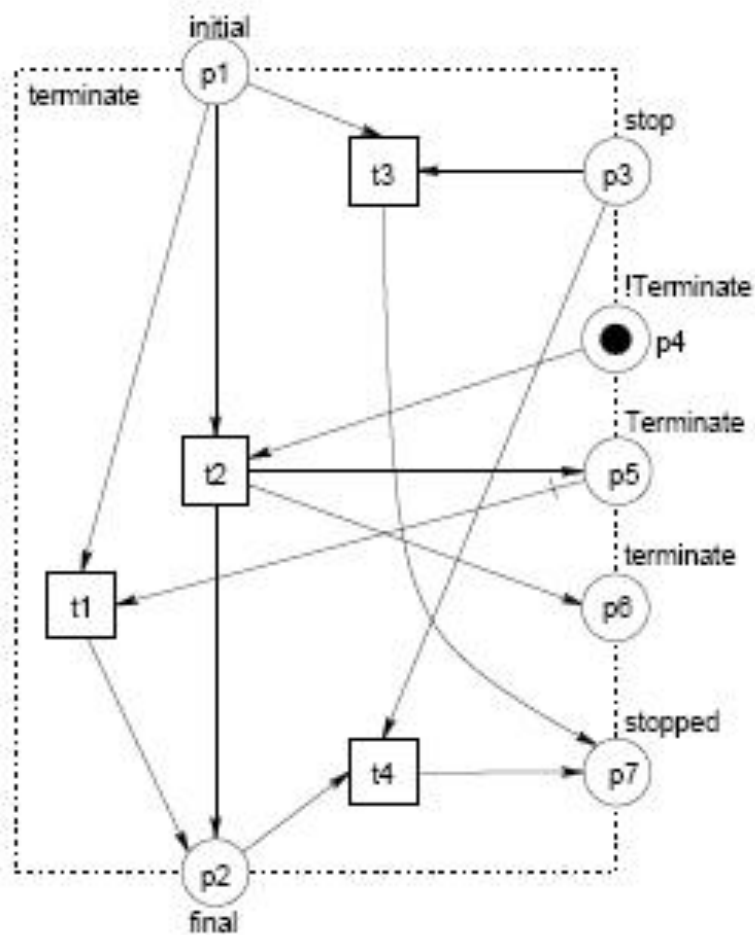 initial
p1
terminate
t3
stop
p3
!Terminate
p4
Terminate
t2
p5
terminate
t1
p6
stopped
t4
p7
p2
final